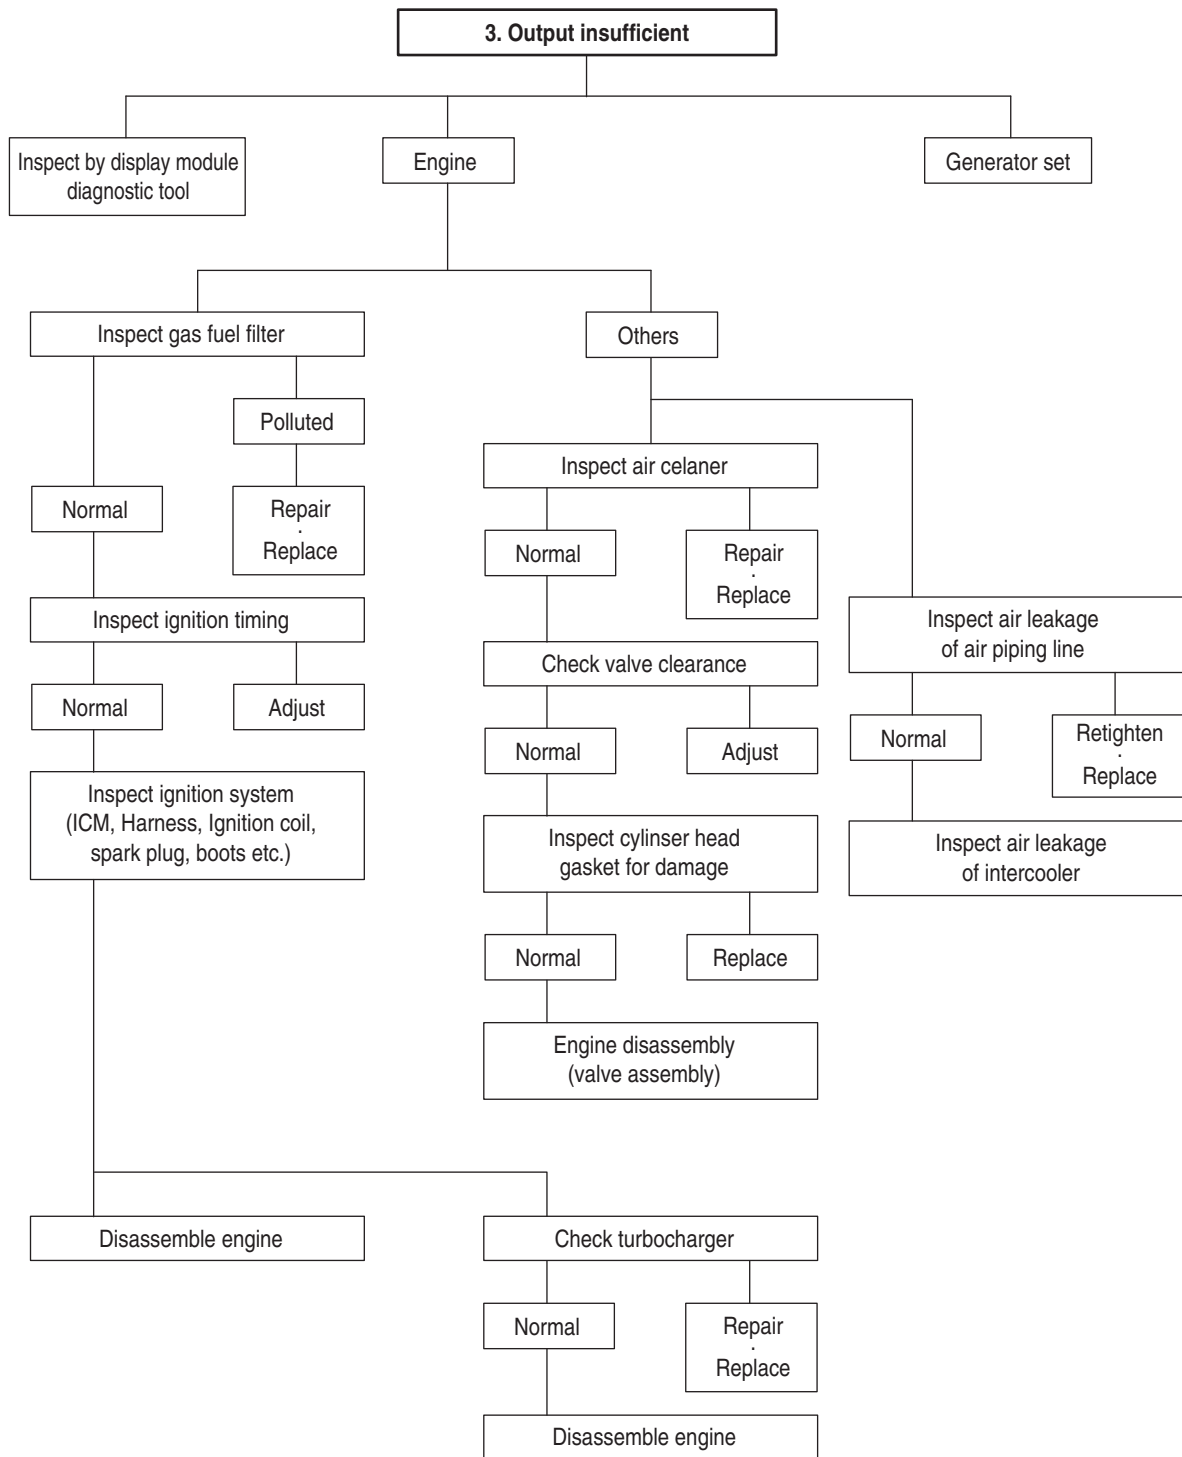 3. Output insufficient
Inspect by display module
diagnostic tool
Engine
Generator set
Inspect gas fuel filter
Others
Polluted
Normal
Repair
·
Replace
Inspect ignition timing
Normal
Adjust
Inspect ignition system
(ICM, Harness, Ignition coil,
spark plug, boots etc.)
Inspect air celaner
Normal
Repair
·
Replace
Check valve clearance
Normal
Adjust
Inspect cylinser head
gasket for damage
Normal
Replace
Engine disassembly
(valve assembly)
Inspect air leakage
of air piping line
Normal
Retighten
·
Replace
Inspect air leakage
of intercooler
Disassemble engine
Check turbocharger
Normal
Repair
·
Replace
Disassemble engine